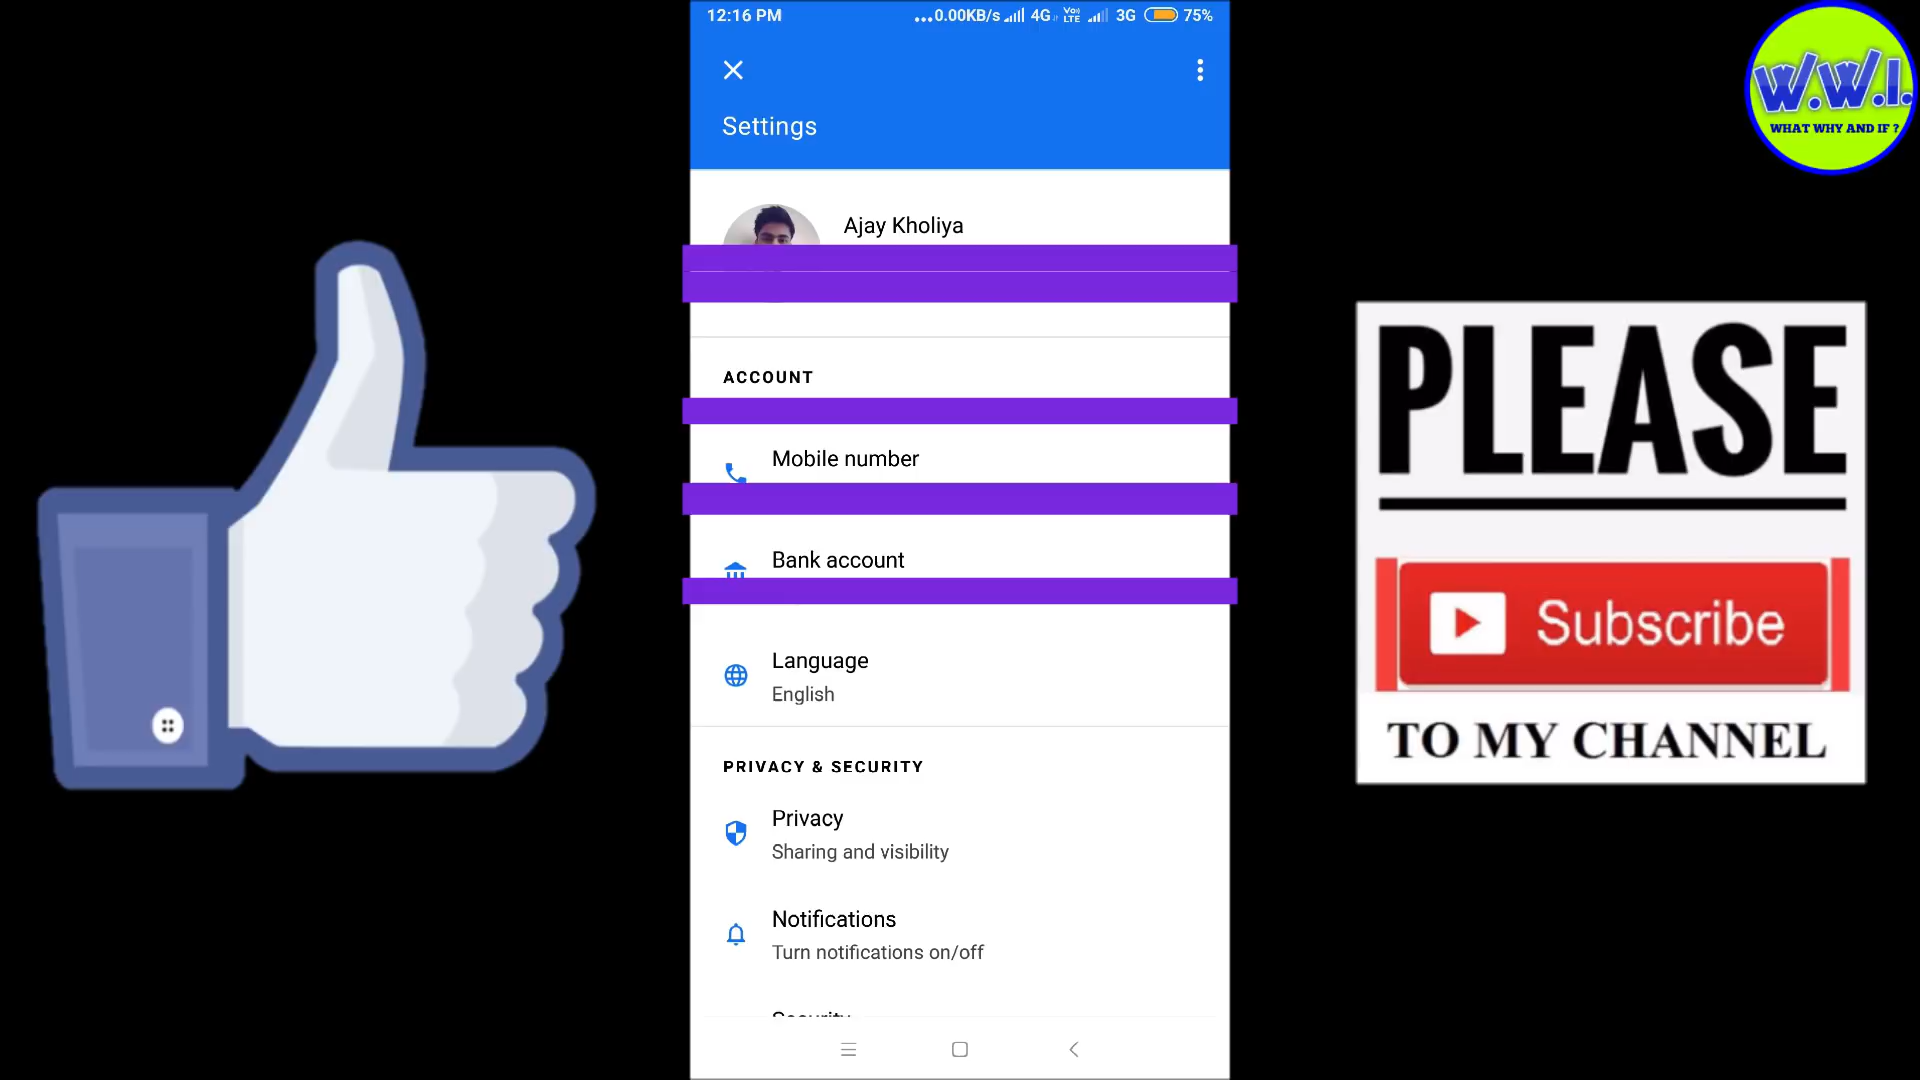 12:16 PM
...0.00KB/s 4G VoLTE 3G 75%
Settings
Ajay Kholiya
ACCOUNT
Mobile number
Bank account
Language
English
PRIVACY & SECURITY
Privacy
Sharing and visibility
Notifications
Turn notifications on/off
Security
W.W.I.
WHAT WHY AND IF ?
PLEASE
Subscribe
TO MY CHANNEL